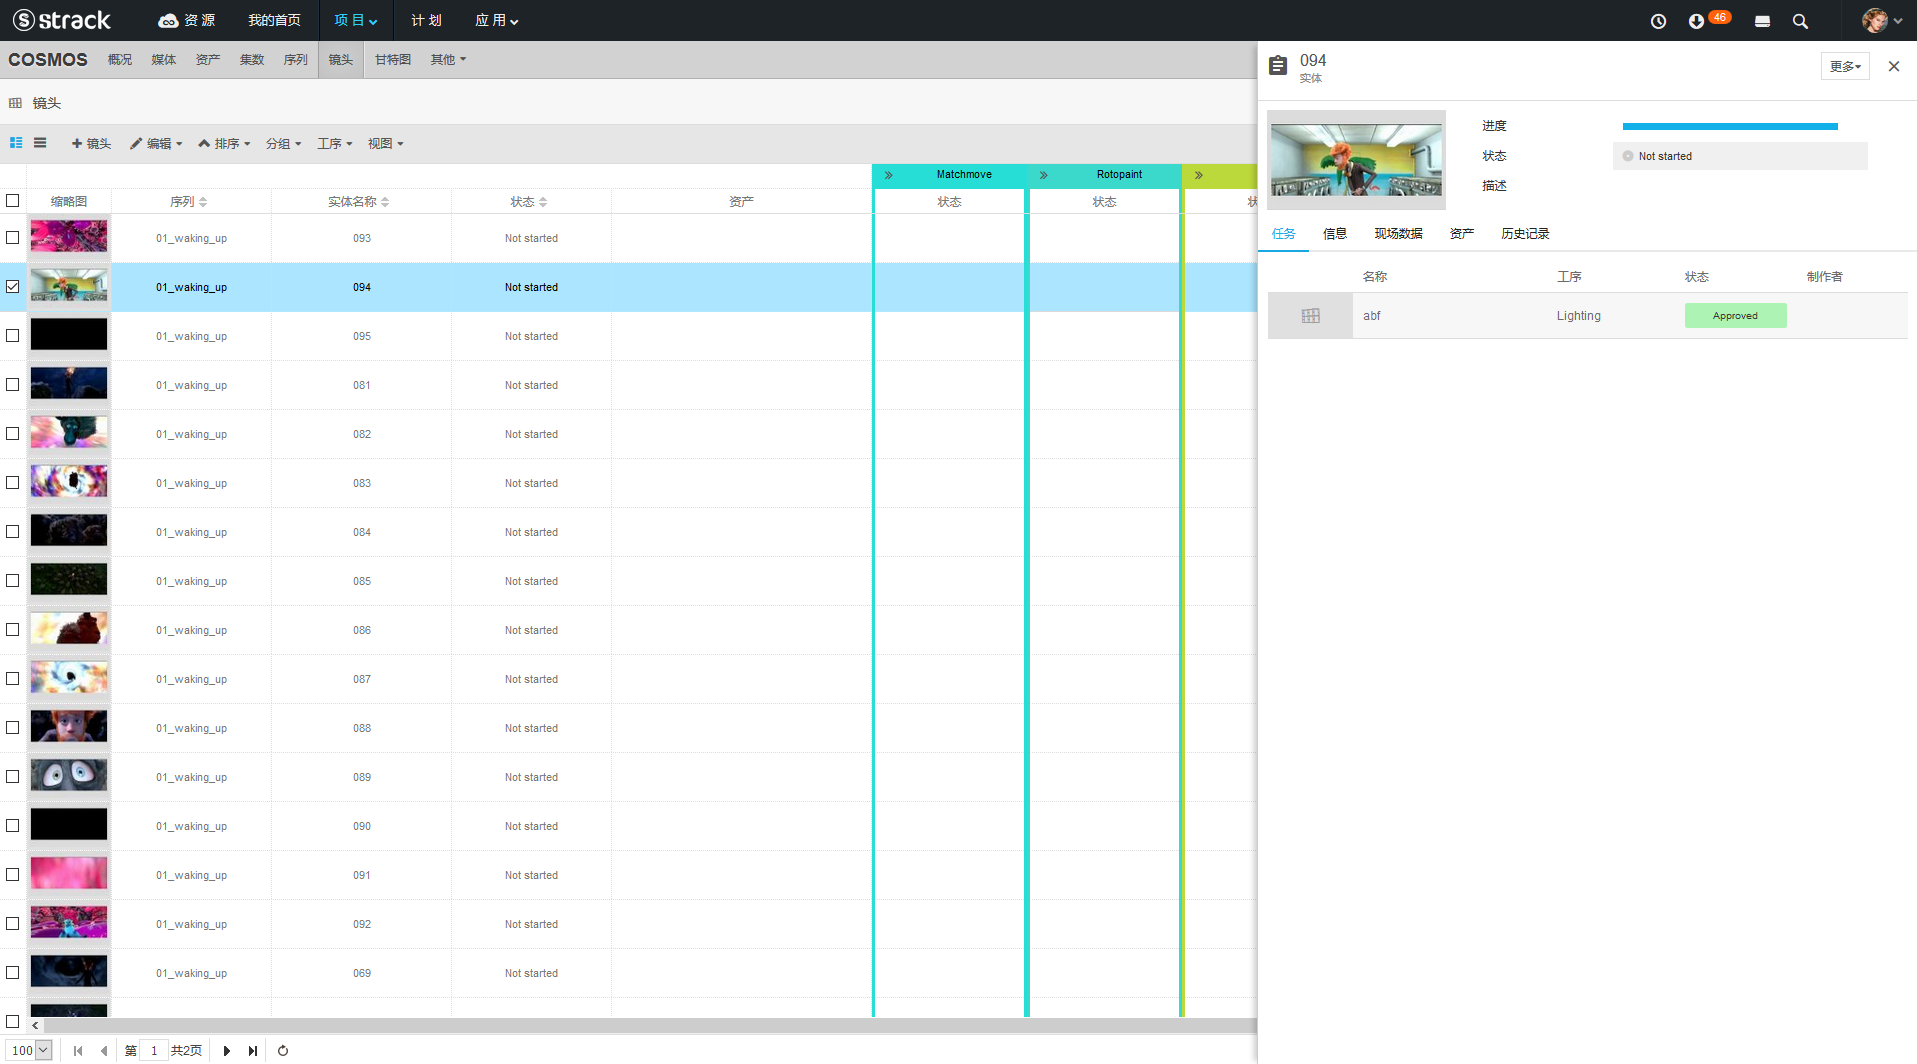 strack 资源 我的首页 项目 计划 应用 46
COSMOS 概况 媒体 资产 集数 序列 镜头 甘特图 其他
镜头
镜头 编辑 排序 分组 工序 视图
Matchmove Rotopaint
缩略图 序列 实体名称 状态 资产 状态 状态
01_waking_up 093 Not started
01_waking_up 094 Not started
01_waking_up 095 Not started
01_waking_up 081 Not started
01_waking_up 082 Not started
01_waking_up 083 Not started
01_waking_up 084 Not started
01_waking_up 085 Not started
01_waking_up 086 Not started
01_waking_up 087 Not started
01_waking_up 088 Not started
01_waking_up 089 Not started
01_waking_up 090 Not started
01_waking_up 091 Not started
01_waking_up 092 Not started
01_waking_up 069 Not started
100 第 1 共2页
094
实体
更多
进度
状态 Not started
描述
任务 信息 现场数据 资产 历史记录
名称 工序 状态 制作者
abf Lighting Approved